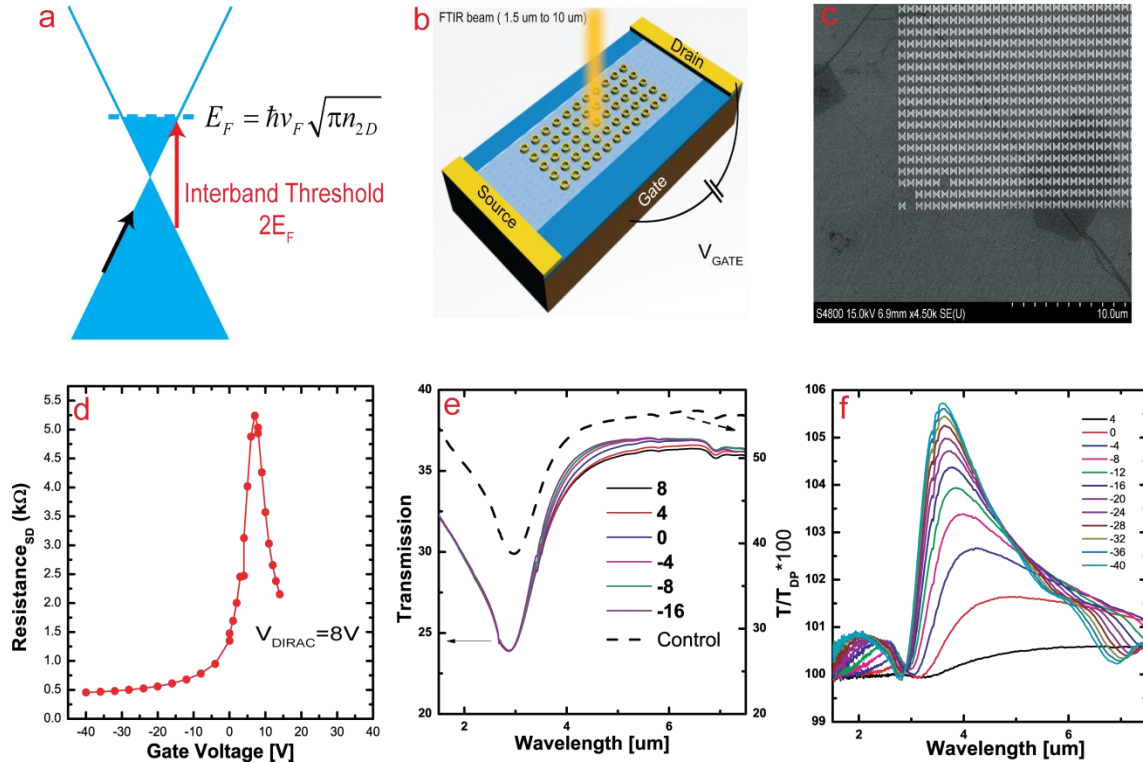 a
E_F = ħv_F√πn_2D
Interband Threshold
2E_F
b
FTIR beam ( 1.5 um to 10 um)
Drain
Source
Gate
V_GATE
c
S4800 15.0kV 6.9mm x4.50k SE(U)
10.0um
d
Resistance_SD (kΩ)
5.5
5.0
4.5
4.0
3.5
3.0
2.5
2.0
1.5
1.0
0.5
0.0
V_DIRAC=8V
-40 -30 -20 -10 0 10 20 30 40
Gate Voltage [V]
e
Transmission
40
35
30
25
20
50
40
30
20
8
4
0
-4
-8
-16
Control
2 4 6
Wavelength [um]
f
T/T_DP*100
106
105
104
103
102
101
100
99
4
0
-4
-8
-12
-16
-20
-24
-28
-32
-36
-40
2 3 4 5 6 7
Wavelength [um]